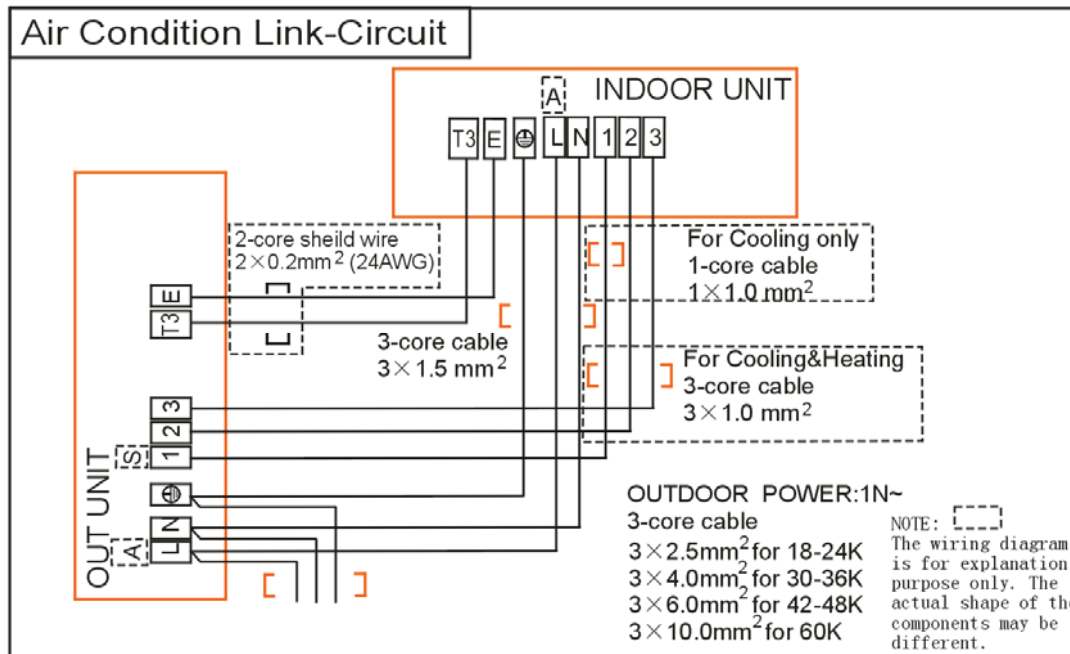 Air Condition Link-Circuit
A
INDOOR UNIT
T3 E L N 1 2 3
2-core sheild wire
2×0.2mm² (24AWG)
For Cooling only
1-core cable
1×1.0 mm²
E
T3
3-core cable
3×1.5 mm²
For Cooling&Heating
3-core cable
3×1.0 mm²
3
2
S 1
OUT UNIT
N
A L
OUTDOOR POWER:1N~
3-core cable
3×2.5mm² for 18-24K
3×4.0mm² for 30-36K
3×6.0mm² for 42-48K
3×10.0mm² for 60K
NOTE:
The wiring diagram
is for explanation
purpose only. The
actual shape of the
components may be
different.